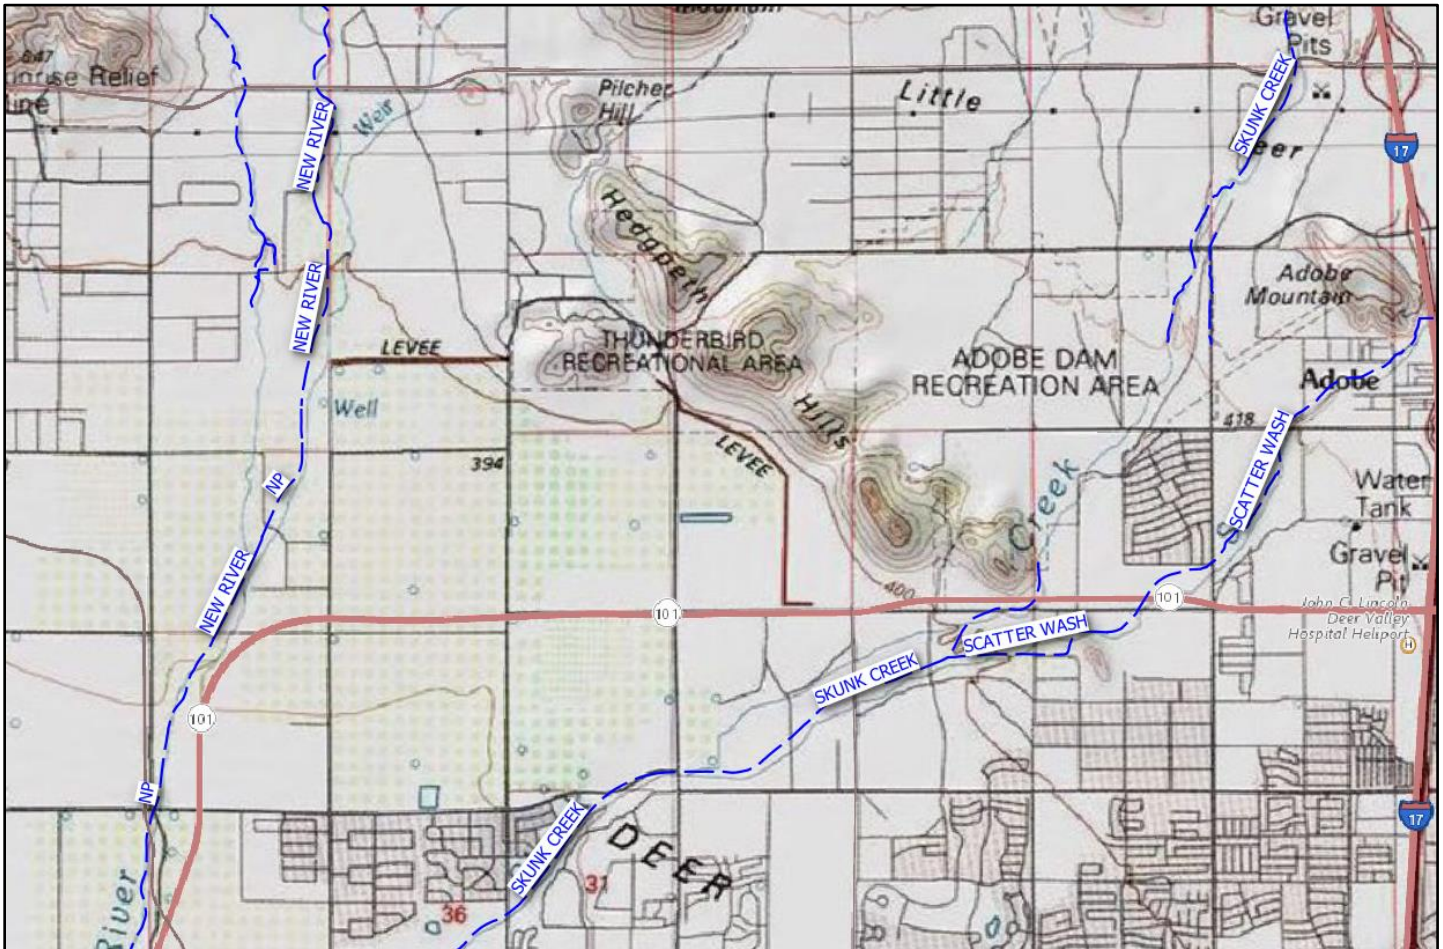 Gravel
Pits
647
Relief
Pilcher
Hill
Little
Weir
NEW RIVER
SKUNK CREEK
17
eer
Hedgpeth
NEW RIVER
Adobe
Mountain
LEVEE
THUNDERBIRD
RECREATIONAL AREA
ADOBE DAM
RECREATION AREA
Adobe
Well
Hills
418
LEVEE
394
SCATTER WASH
NP
Creek
Water
Tank
Gravel
Pit
NEW RIVER
400
101
101
John C. Lincoln
Deer Valley
Hospital Heliport
H
SCATTER WASH
SKUNK CREEK
101
NP
17
SKUNK CREEK
DEER
31
36
River